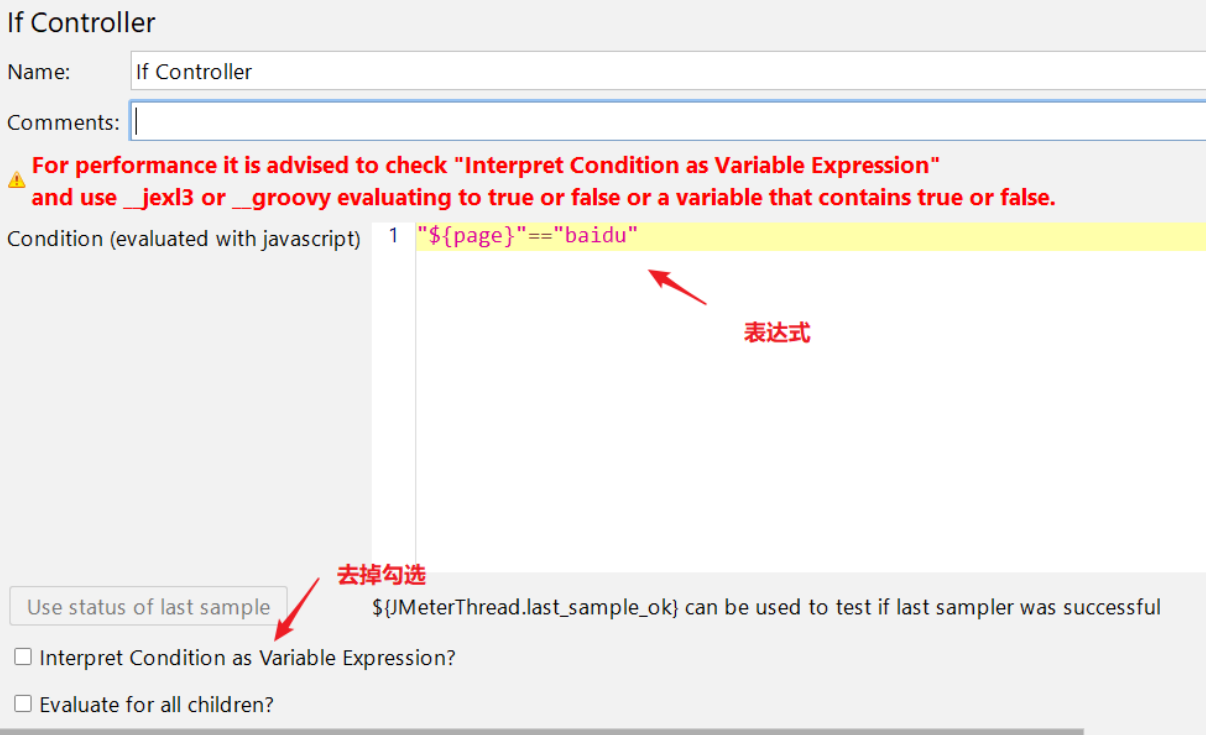 If Controller
Name: If Controller
Comments:
For performance it is advised to check "Interpret Condition as Variable Expression"
and use __jexl3 or __groovy evaluating to true or false or a variable that contains true or false.
Condition (evaluated with javascript) 1 "${page}"=="baidu"
表达式
去掉勾选
Use status of last sample ${JMeterThread.last_sample_ok} can be used to test if last sampler was successful
Interpret Condition as Variable Expression?
Evaluate for all children?